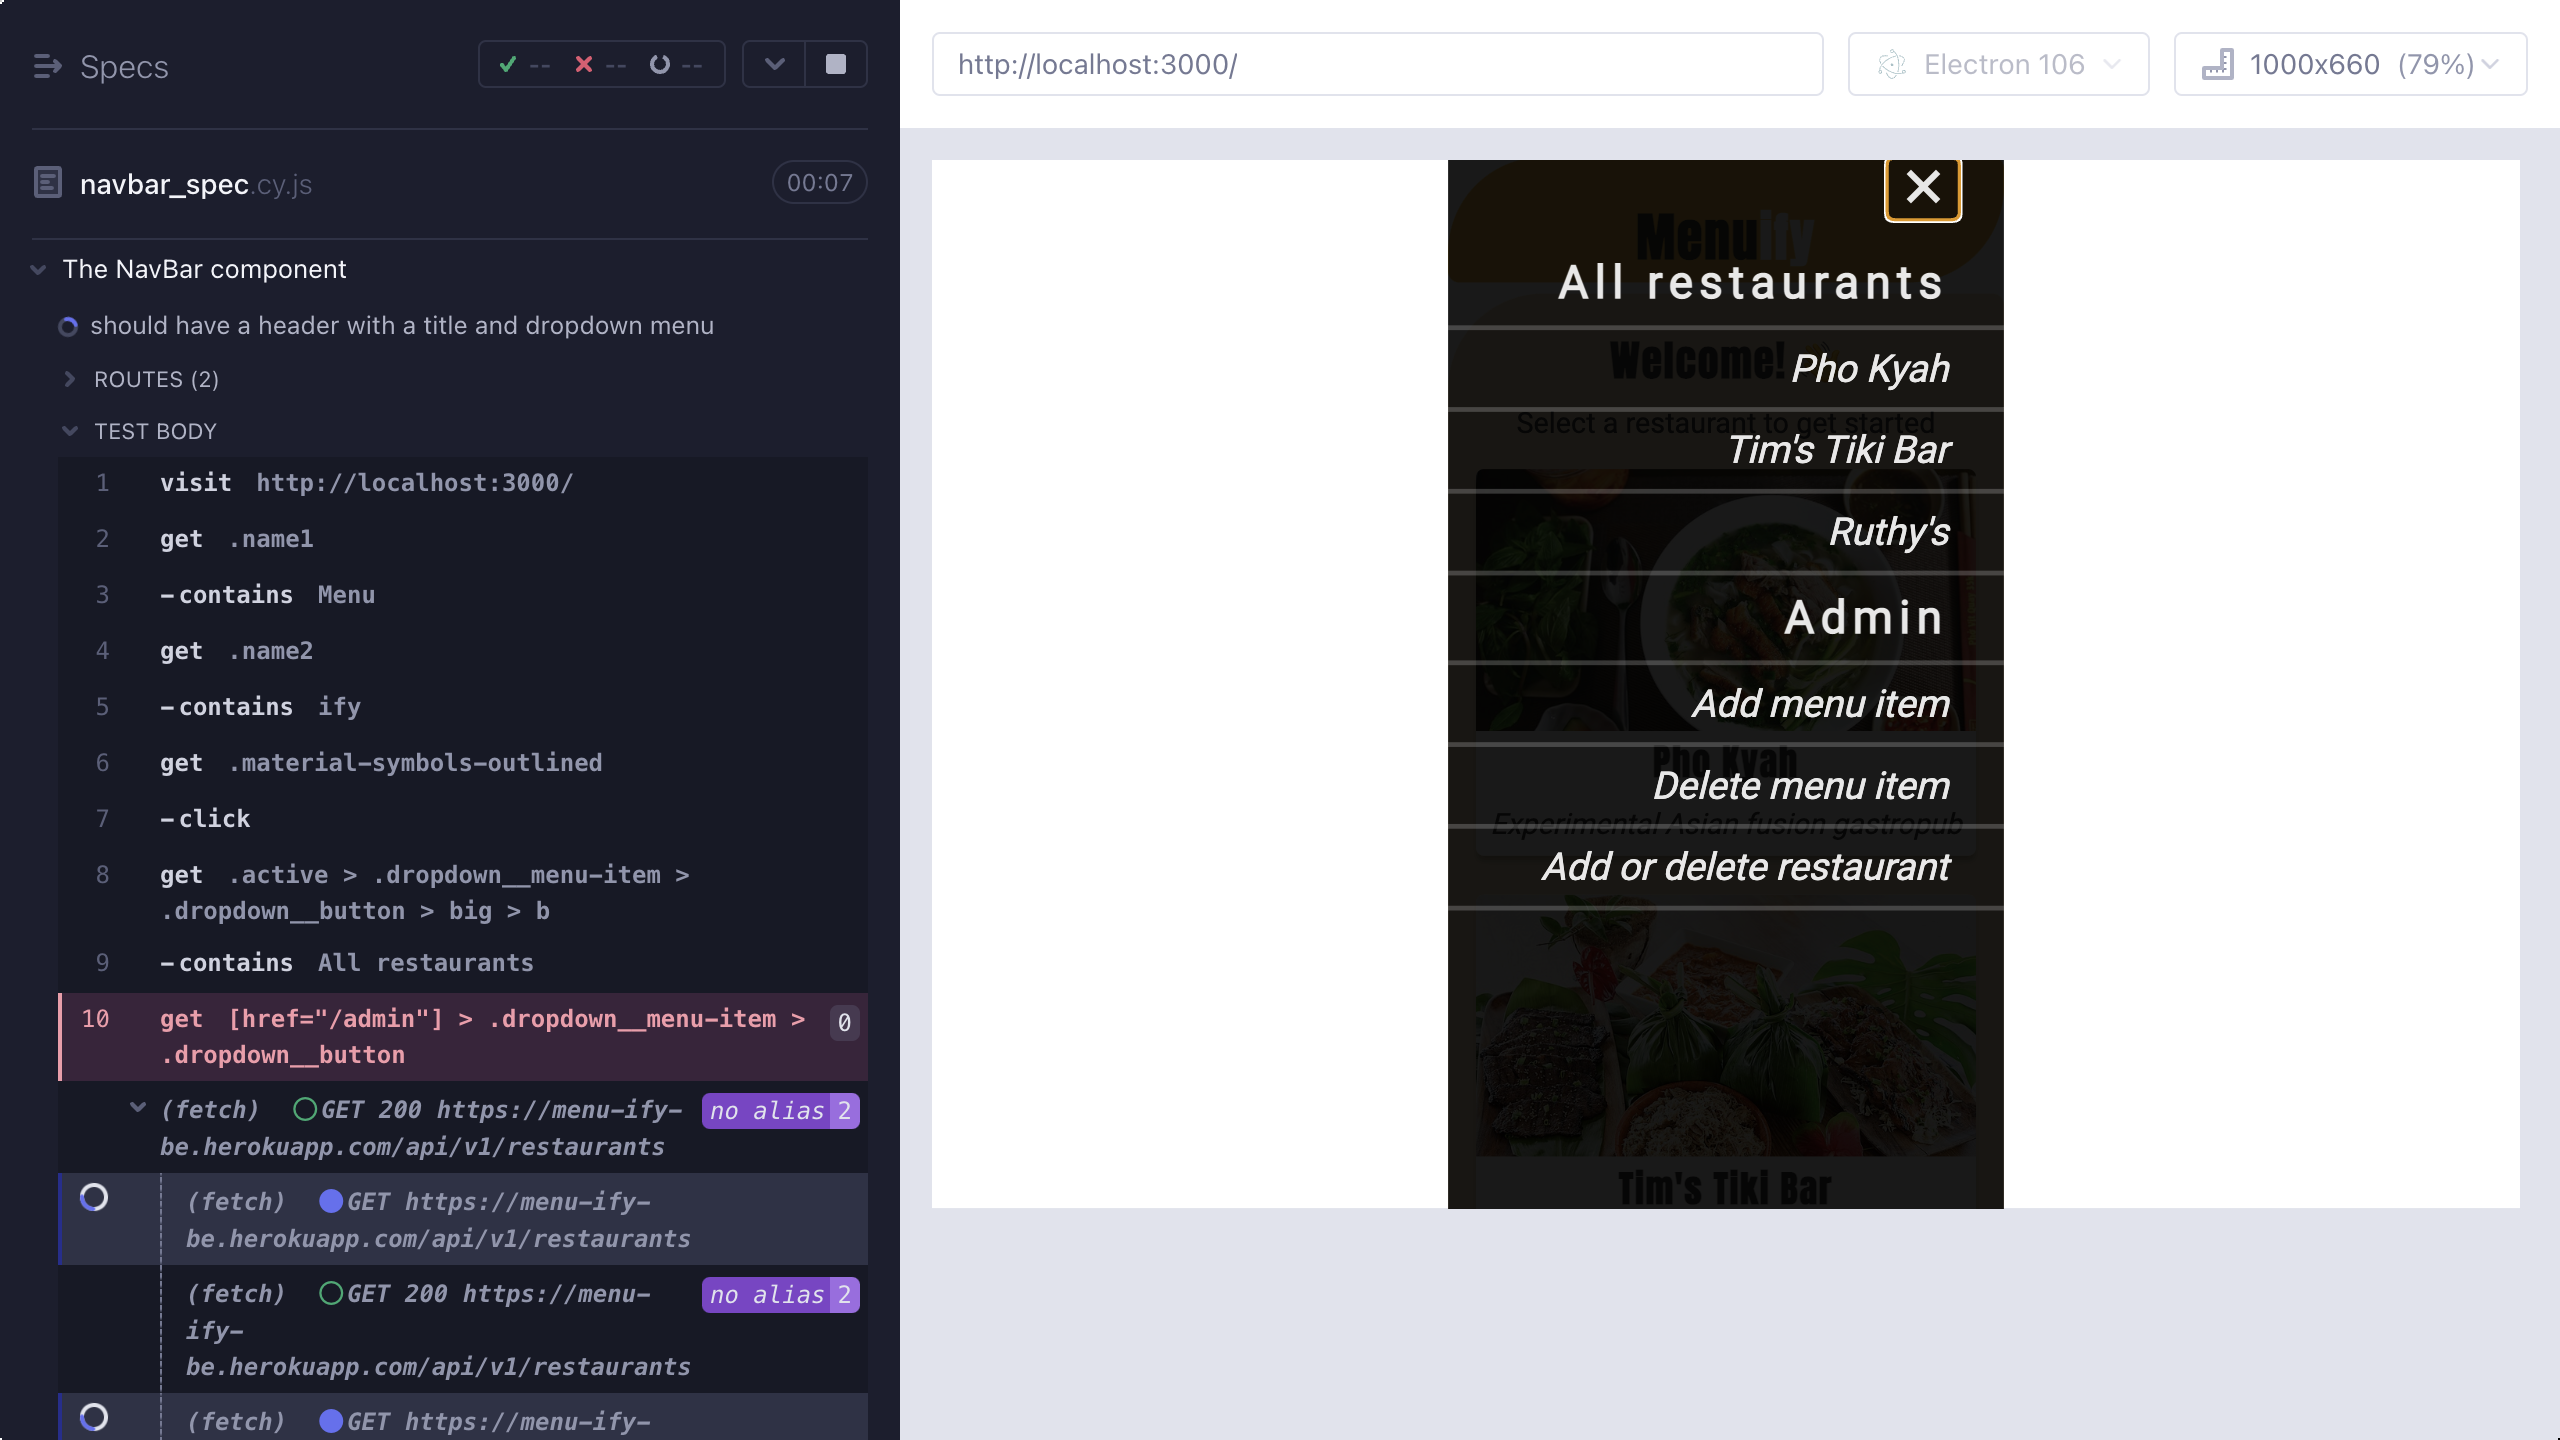 Specs
-- -- --
navbar_spec.cy.js
00:07
The NavBar component
should have a header with a title and dropdown menu
ROUTES (2)
TEST BODY
1 visit http://localhost:3000/
2 get .name1
3 -contains Menu
4 get .name2
5 -contains ify
6 get .material-symbols-outlined
7 -click
8 get .active > .dropdown__menu-item >
.dropdown__button > big > b
9 -contains All restaurants
10 get [href="/admin"] > .dropdown__menu-item > 0
.dropdown__button
(fetch) GET 200 https://menu-ify- no alias 2
be.herokuapp.com/api/v1/restaurants
(fetch) GET https://menu-ify-
be.herokuapp.com/api/v1/restaurants
(fetch) GET 200 https://menu- no alias 2
ify-
be.herokuapp.com/api/v1/restaurants
(fetch) GET https://menu-ify-
http://localhost:3000/
Electron 106
1000x660 (79%)
Menuify
All restaurants
Welcome!
Pho Kyah
Select a restaurant to get started
Tim's Tiki Bar
Ruthy's
Admin
Add menu item
Pho Kyah
Delete menu item
Experimental Asian fusion gastropub
Add or delete restaurant
Tim's Tiki Bar